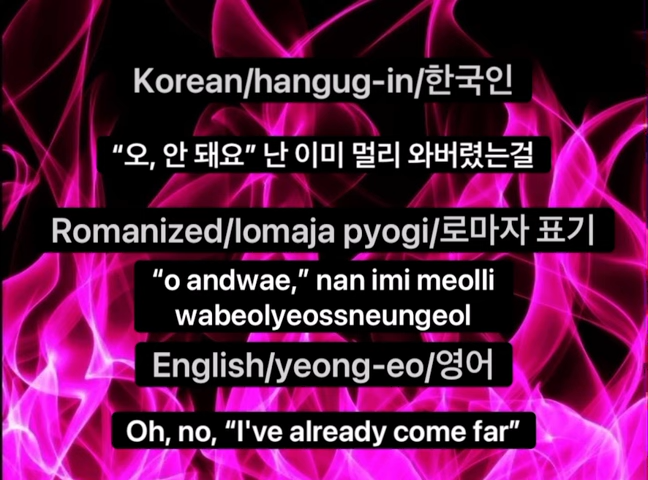 Korean/hangug-in/한국인
“오, 안 돼요” 난 이미 멀리 와버렸는걸
Romanized/lomaja pyogi/로마자 표기
“o andwae,” nan imi meolli
wabeolyeossneungeol
English/yeong-eo/영어
Oh, no, “I've already come far”